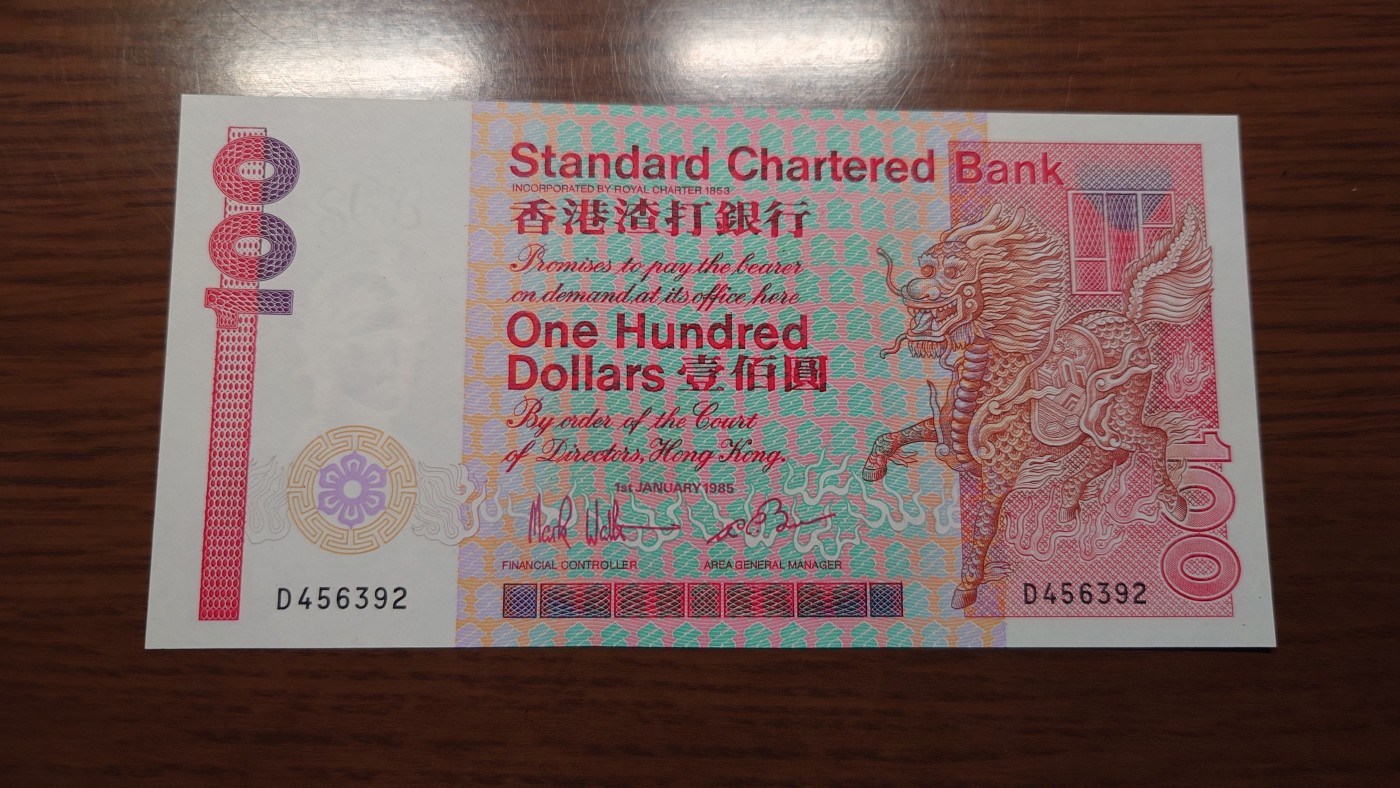 100
Standard Chartered Bank
INCORPORATED BY ROYAL CHARTER 1853
香港渣打銀行
Promises to pay the bearer
on demand at its office here
One Hundred
Dollars 壹佰圓
By order of the Court
of Directors, Hong Kong.
1st JANUARY 1985
FINANCIAL CONTROLLER
AREA GENERAL MANAGER
D456392
D456392
100